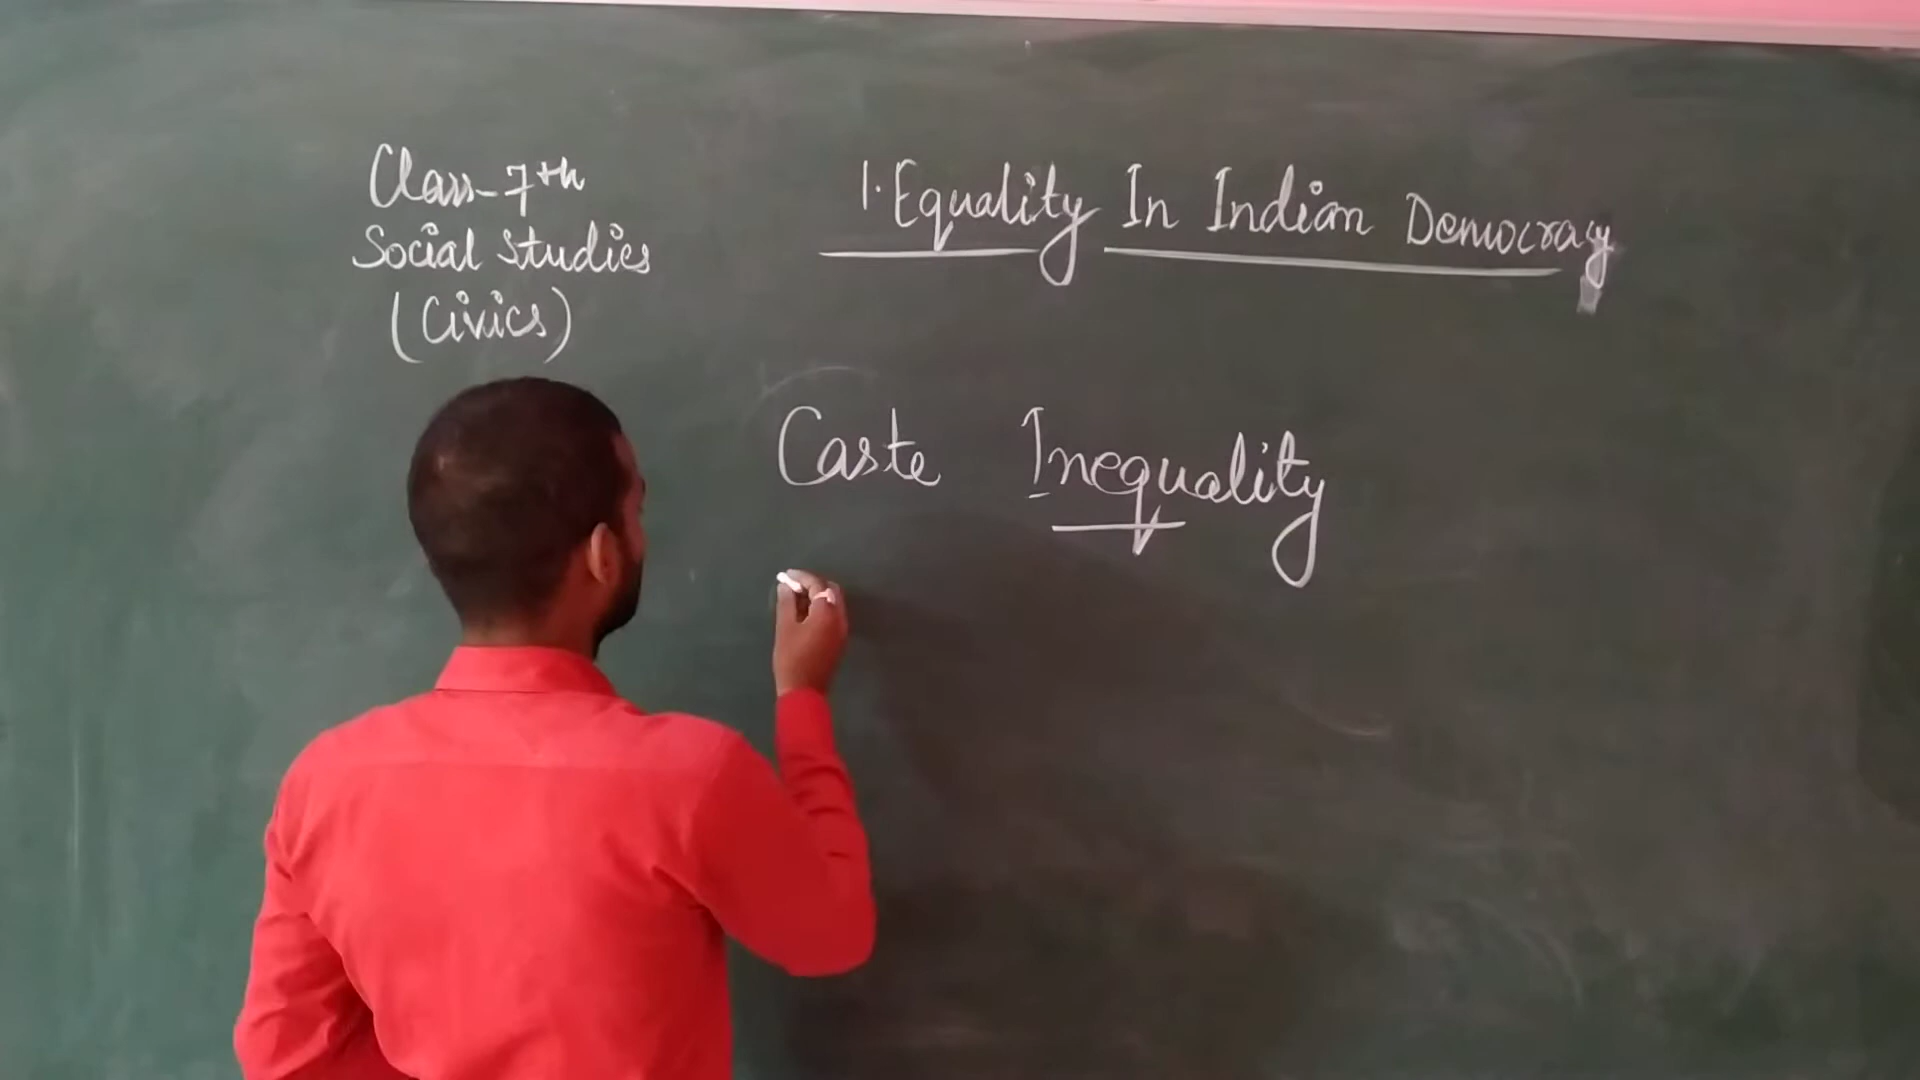 Class-7th
Social Studies
(Civics)
1. Equality In Indian Democracy
Caste Inequality